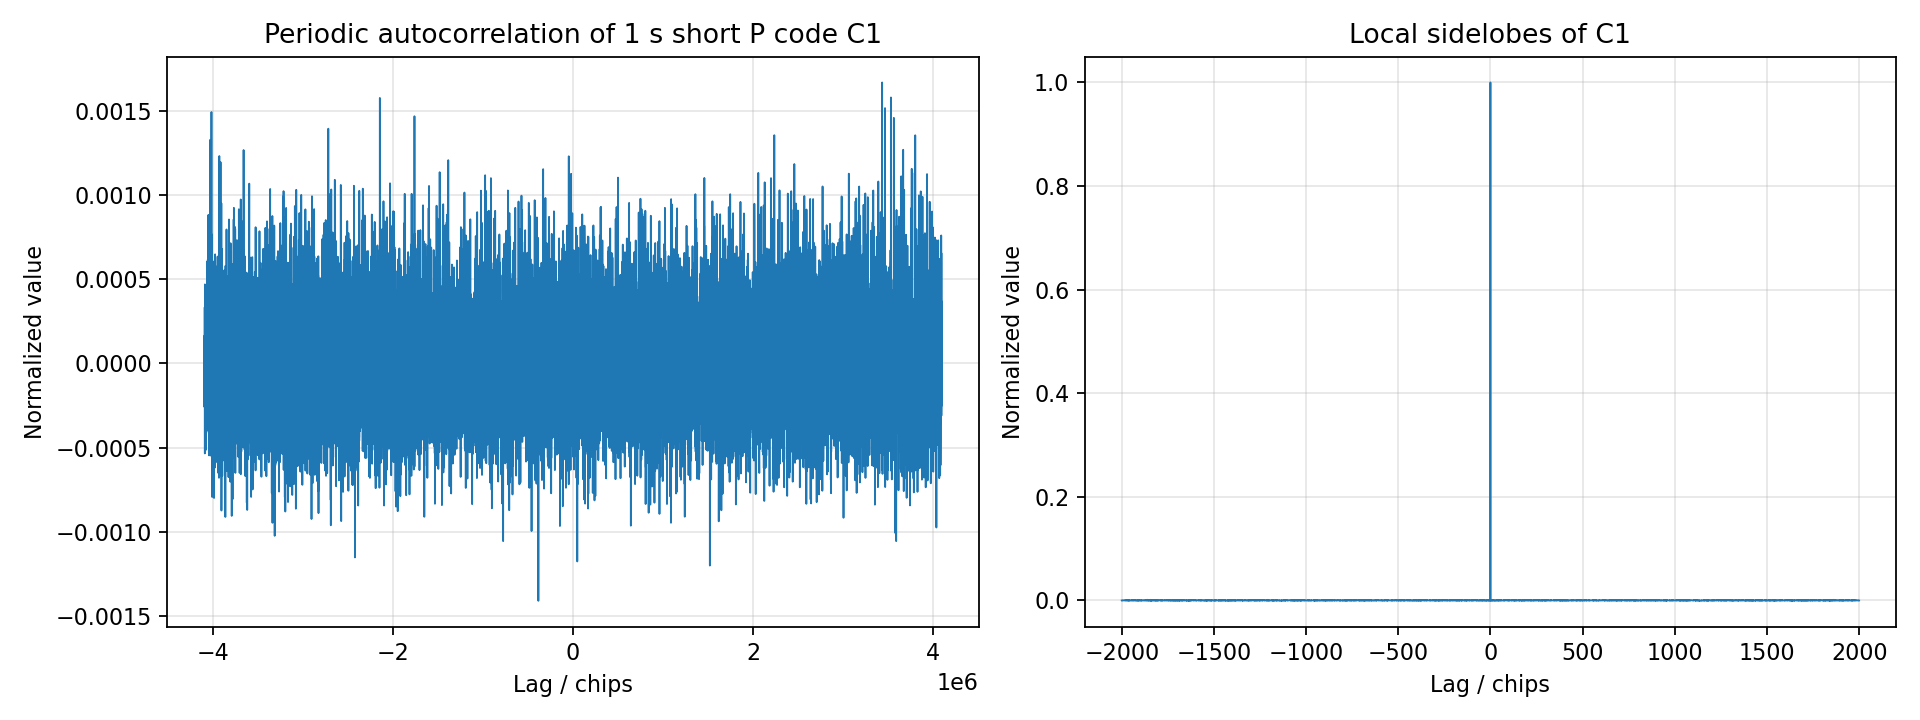 Periodic autocorrelation of 1 s short P code C1
Normalized value
0.0015
0.0010
0.0005
0.0000
−0.0005
−0.0010
−0.0015
−4 −2 0 2 4
1e6
Lag / chips
Local sidelobes of C1
Normalized value
1.0
0.8
0.6
0.4
0.2
0.0
−2000 −1500 −1000 −500 0 500 1000 1500 2000
Lag / chips